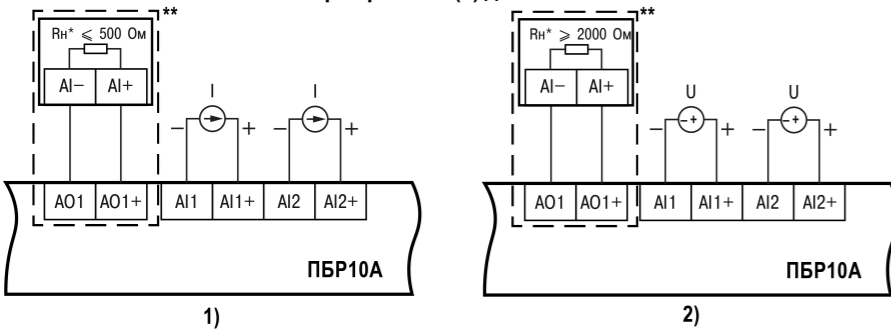 **
Rн* ⩽ 500 Ом
AI− AI+
I I
− + − +
AO1 AO1+ AI1 AI1+ AI2 AI2+
ПБР10А
1)
**
Rн* ⩾ 2000 Ом
AI− AI+
U U
− − + + − − + +
AO1 AO1+ AI1 AI1+ AI2 AI2+
ПБР10А
2)